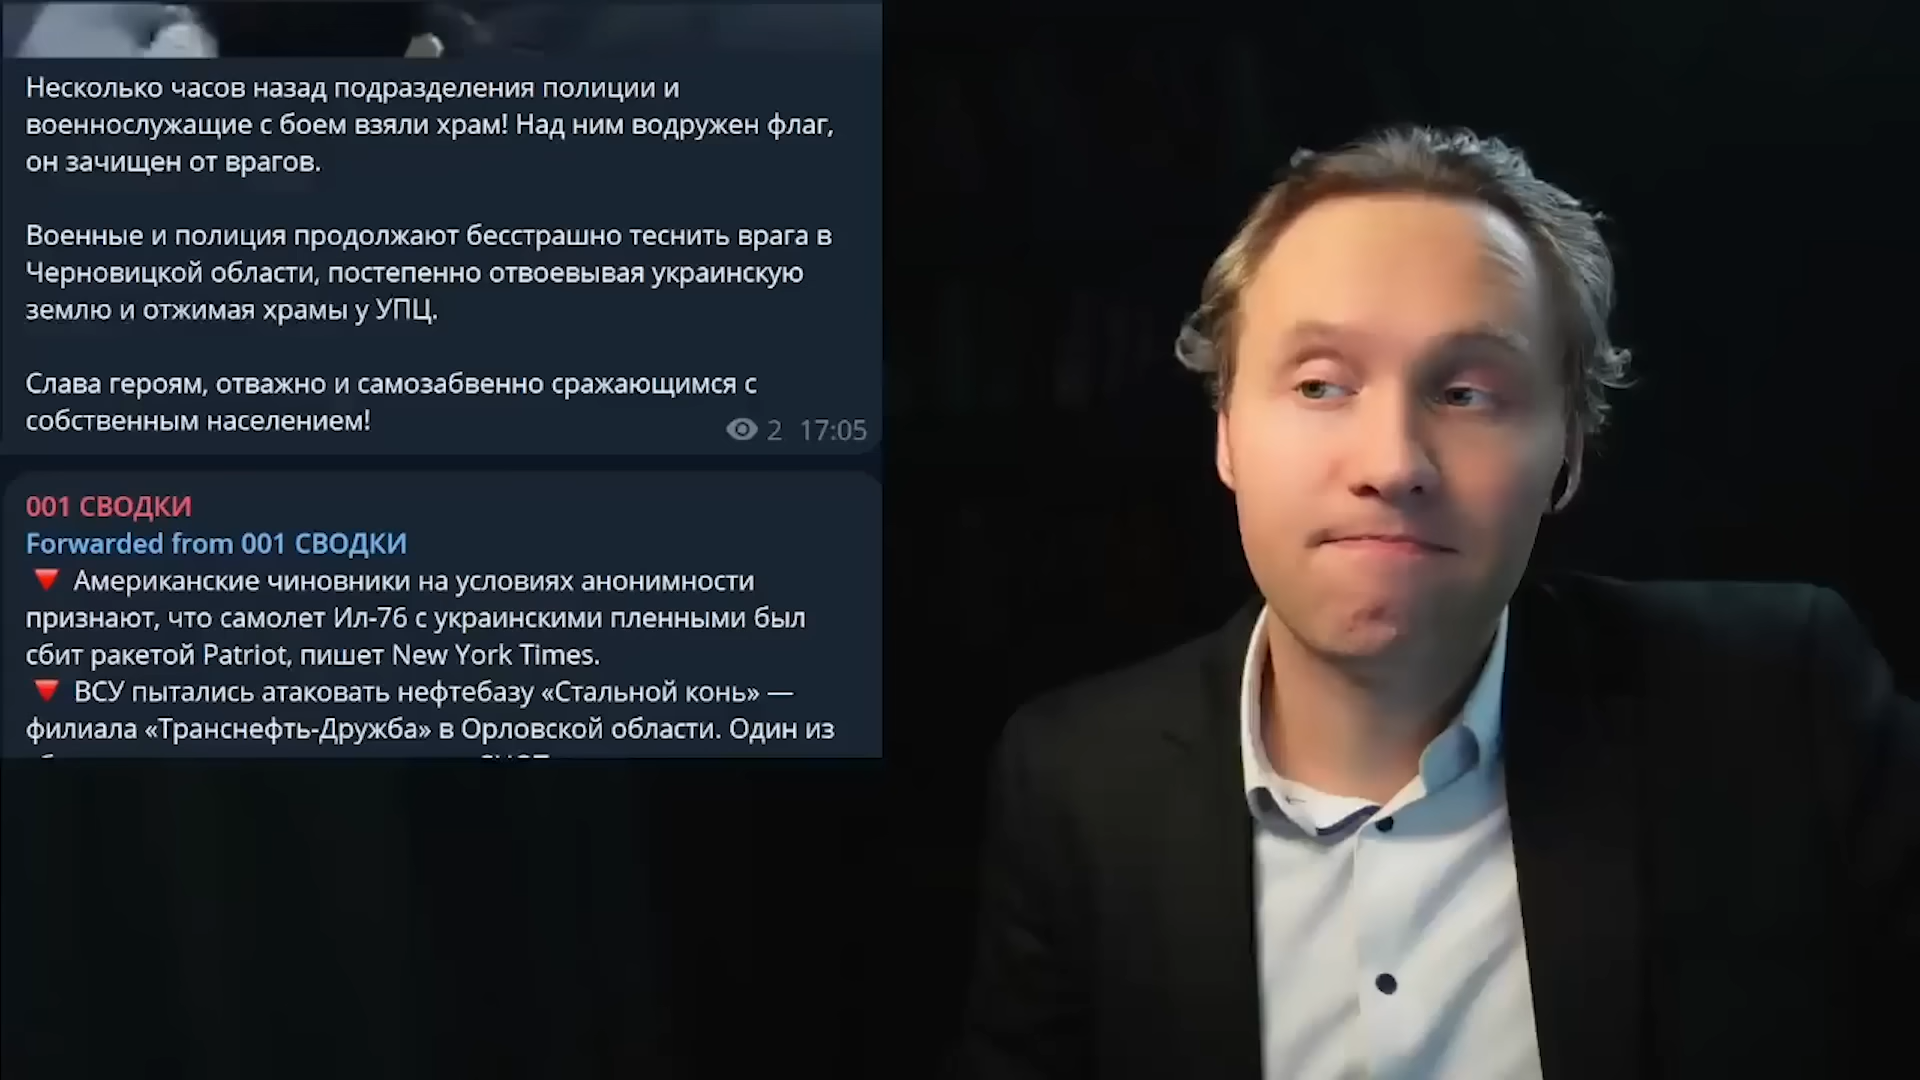 Несколько часов назад подразделения полиции и
военнослужащие с боем взяли храм! Над ним водружен флаг,
он зачищен от врагов.
Военные и полиция продолжают бесстрашно теснить врага в
Черновицкой области, постепенно отвоевывая украинскую
землю и отжимая храмы у УПЦ.
Слава героям, отважно и самозабвенно сражающимся с
собственным населением!
2 17:05
001 СВОДКИ
Forwarded from 001 СВОДКИ
Американские чиновники на условиях анонимности
признают, что самолет Ил-76 с украинскими пленными был
сбит ракетой Patriot, пишет New York Times.
ВСУ пытались атаковать нефтебазу «Стальной конь» —
филиала «Транснефть-Дружба» в Орловской области. Один из